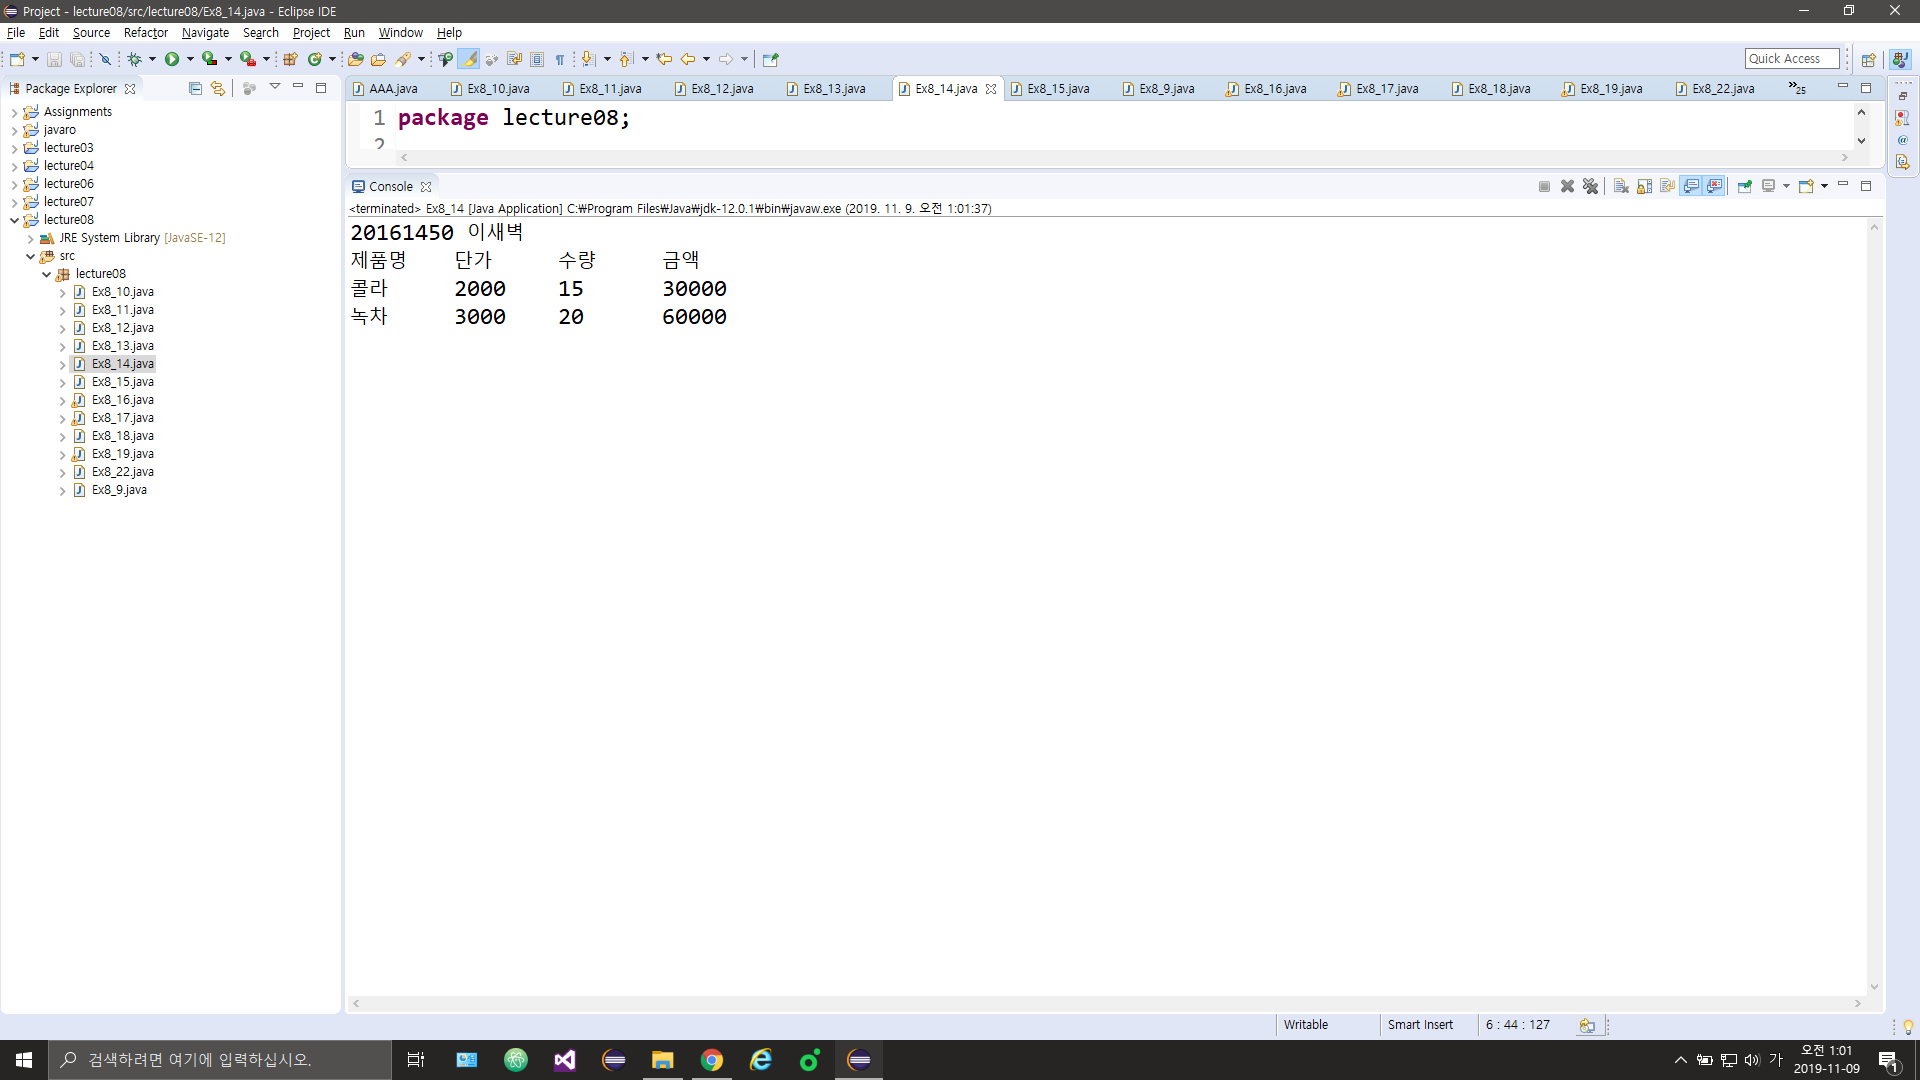 Project - lecture08/src/lecture08/Ex8_14.java - Eclipse IDE
File Edit Source Refactor Navigate Search Project Run Window Help
Quick Access
Package Explorer
AAA.java Ex8_10.java Ex8_11.java Ex8_12.java Ex8_13.java Ex8_14.java Ex8_15.java Ex8_9.java Ex8_16.java Ex8_17.java Ex8_18.java Ex8_19.java Ex8_22.java »25
Assignments
javaro
lecture03
lecture04
lecture06
lecture07
lecture08
JRE System Library [JavaSE-12]
src
lecture08
Ex8_10.java
Ex8_11.java
Ex8_12.java
Ex8_13.java
Ex8_14.java
Ex8_15.java
Ex8_16.java
Ex8_17.java
Ex8_18.java
Ex8_19.java
Ex8_22.java
Ex8_9.java
1 package lecture08;
2
Console
<terminated> Ex8_14 [Java Application] C:₩Program Files₩Java₩jdk-12.0.1₩bin₩javaw.exe (2019. 11. 9. 오전 1:01:37)
20161450 이새벽
제품명 단가 수량 금액
콜라 2000 15 30000
녹차 3000 20 60000
Writable Smart Insert 6 : 44 : 127
검색하려면 여기에 입력하십시오.
가
오전 1:01
2019-11-09
1